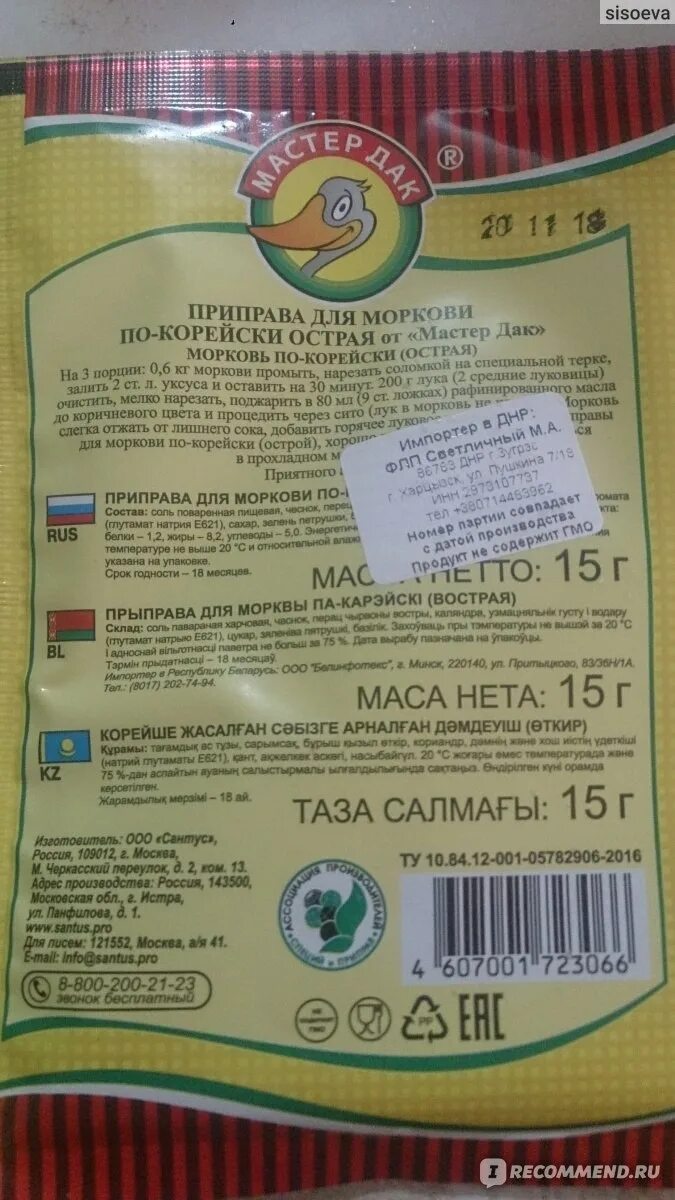 sisoeva
МАСТЕР ДАК ®
20 11 18
ПРИПРАВА ДЛЯ МОРКОВИ
ПО-КОРЕЙСКИ ОСТРАЯ от «Мастер Дак»
МОРКОВЬ ПО-КОРЕЙСКИ (ОСТРАЯ)
На 3 порции: 0,6 кг моркови промыть, нарезать соломкой на специальной терке,
залить 2 ст. л. уксуса и оставить на 30 минут. 200 г лука (2 средние луковицы)
очистить, мелко нарезать, поджарить в 80 мл (9 ст. ложках) рафинированного масла
до коричневого цвета и процедить через сито (лук в морковь не
слегка отжать от лишнего сока, добавить горячее
для моркови по-корейски (острой),
в прохладном
Приятного
Импортер в ДНР:
ФЛП Светличный М.А.
86763 ДНР г Зугрэс
г. Харцызск, ул. Пушкина 7/19
ИНН 2973107737
тел +380714463962
Номер партии совпадает
с датой производства
Продукт не содержит ГМО
RUS
ПРИПРАВА ДЛЯ МОРКОВИ
Состав: соль поваренная пищевая, чеснок,
(глутамат натрия Е621), сахар, зелень петрушки,
белки – 1,2, жиры – 8,2, углеводы – 5,0.
температуре не выше 20 °С и относительной
указана на упаковке.
Срок годности – 18 месяцев.
НЕТТО: 15 г
BL
ПРЫПРАВА ДЛЯ МОРКВЫ ПА-КАРЭЙСКІ (ВОСТРАЯ)
Склад: соль павараная харчовая, часнок, перац чырвоны востры, каляндра, узмацняльнік густу і водару
(глутамат натрыю Е621), цукар, зеляніва пятрушкі, базілік. Захоўваць пры тэмпературы не вышэй за 20 °С
і адноснай вільготнасці паветра не больш за 75 %. Дата вырабу пазначана на ўпакоўцы.
Тэрмін прыдатнасці – 18 месяцаў.
Импортер в Республику Беларусь: ООО "Белинфотекс", г. Минск, 220140, ул. Притыцкого, 83/36Н/1А.
Тел.: (8017) 202-74-94.
МАСА НЕТА: 15 г
KZ
КОРЕЙШЕ ЖАСАЛҒАН СӘБІЗГЕ АРНАЛҒАН ДӘМДЕУІШ (ӨТКІР)
Құрамы: тағамдық ас тұзы, сарымсақ, бұрыш қызыл өткір, кориандр, дәмнің және хош иістің үдеткіші
(натрий глутаматы Е621), қант, ақжелкек аскөгі, насыбайгүл. 20 °С жоғары емес температурада және
75 %-дан аспайтын ауаның салыстырмалы ылғалдылығында сақтаңыз. Өндірілген күні орамда
көрсетілген.
Жарамдылық мерзімі – 18 ай.
ТАЗА САЛМАҒЫ: 15 г
Изготовитель: ООО «Сантус»,
Россия, 109012, г. Москва,
М. Черкасский переулок, д. 2, ком. 13.
Адрес производства: Россия, 143500,
Московская обл., г. Истра,
ул. Панфилова, д. 1.
www.santus.pro
Для писем: 121552, Москва, а/я 41.
E-mail: info@santus.pro
8-800-200-21-23
звонок бесплатный
АССОЦИАЦИЯ ПРОИЗВОДИТЕЛЕЙ
СПЕЦИЙ и ПРИПРАВ
ТУ 10.84.12-001-05782906-2016
4 607001 723066
PP
EAC
IRECOMMEND.RU